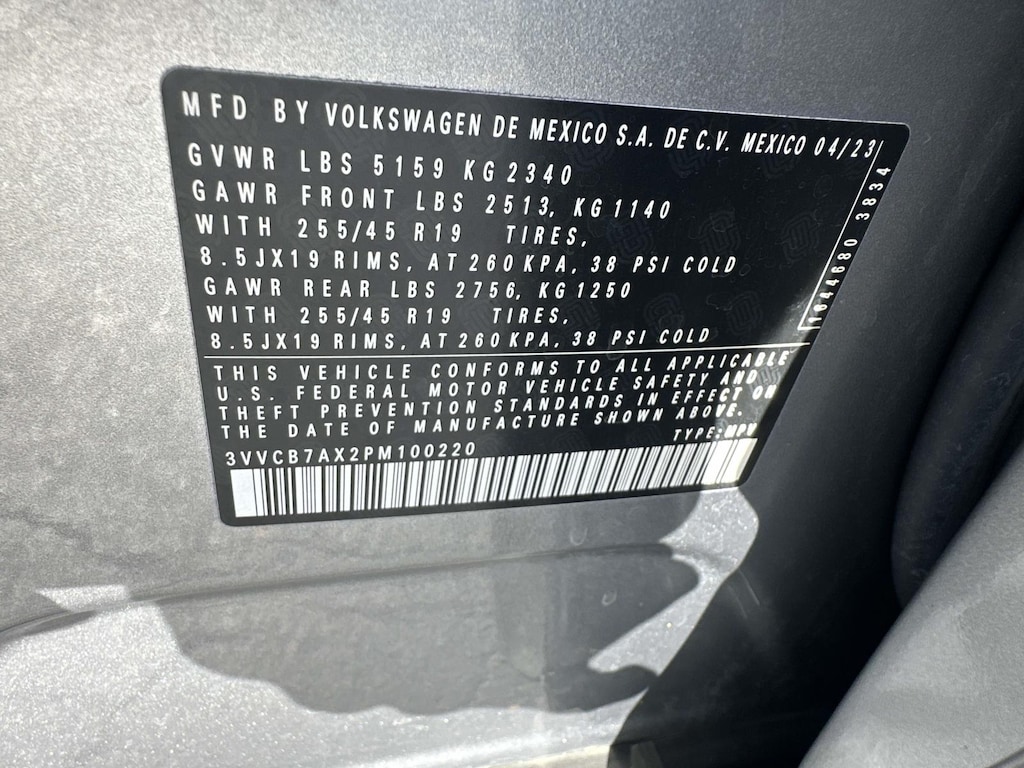 MFD BY VOLKSWAGEN DE MEXICO S.A. DE C.V. MEXICO 04/23
GVWR LBS 5159 KG 2340
GAWR FRONT LBS 2513, KG 1140
WITH 255/45 R19 TIRES,
8.5JX19 RIMS, AT 260 KPA, 38 PSI COLD
GAWR REAR LBS 2756, KG 1250
WITH 255/45 R19 TIRES,
8.5JX19 RIMS, AT 260 KPA, 38 PSI COLD
1644680 3834
THIS VEHICLE CONFORMS TO ALL APPLICABLE
U.S. FEDERAL MOTOR VEHICLE SAFETY AND
THEFT PREVENTION STANDARDS IN EFFECT ON
THE DATE OF MANUFACTURE SHOWN ABOVE.
TYPE: MPV
3VVCB7AX2PM100220